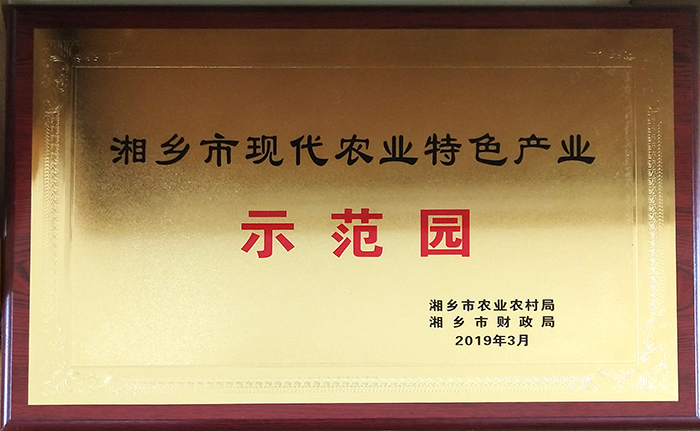 湘乡市现代农业特色产业
示范园
湘乡市农业农村局
湘乡市财政局
2019年3月